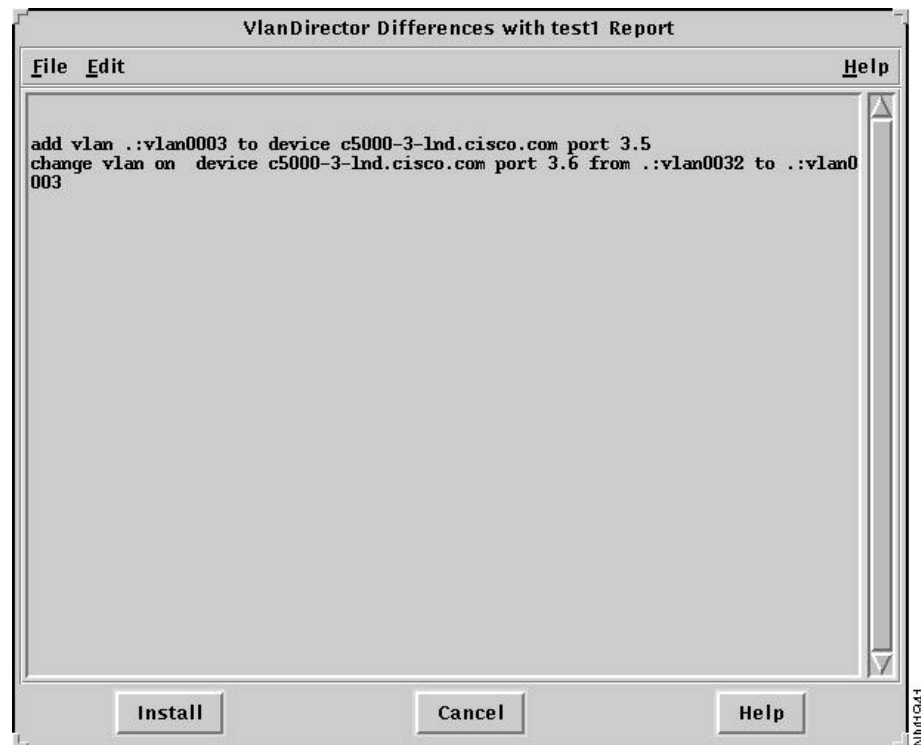 VlanDirector Differences with test1 Report
File Edit Help
add vlan .:vlan0003 to device c5000-3-lnd.cisco.com port 3.5
change vlan on  device c5000-3-lnd.cisco.com port 3.6 from .:vlan0032 to .:vlan0
003
Install Cancel Help